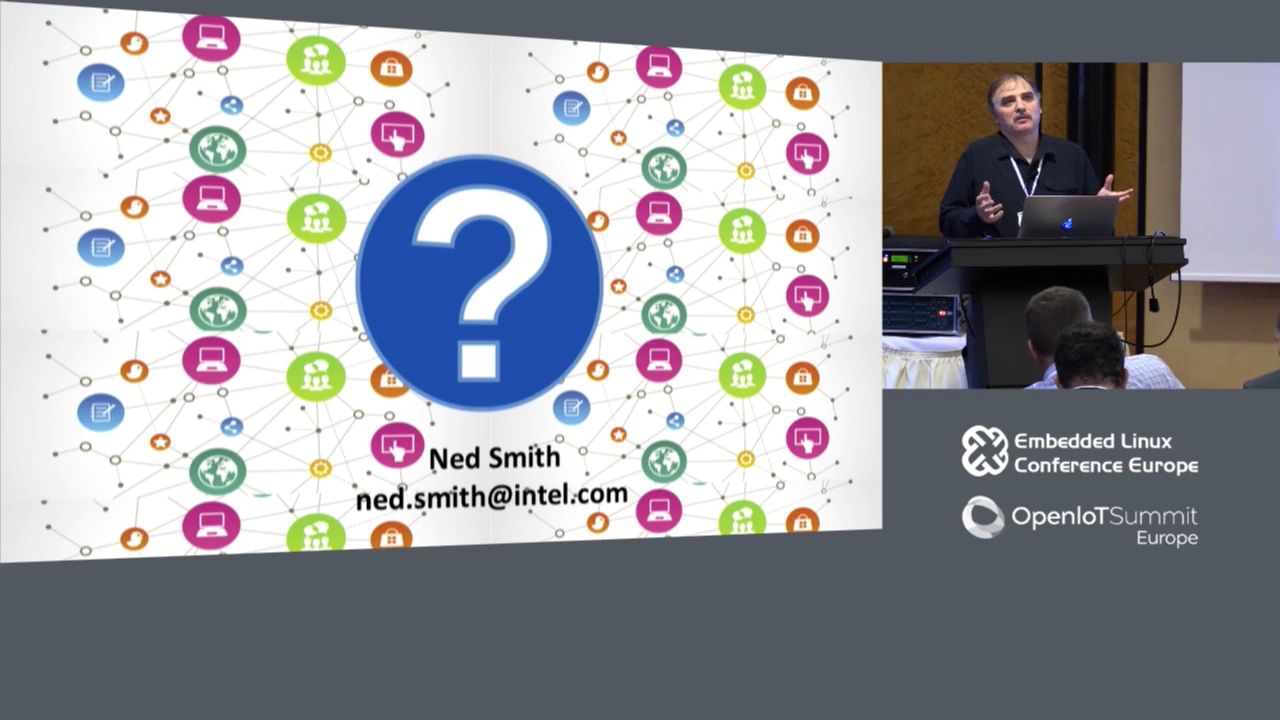 ?
Ned Smith
ned.smith@intel.com
Embedded Linux
Conference Europe
OpenIoTSummit
Europe